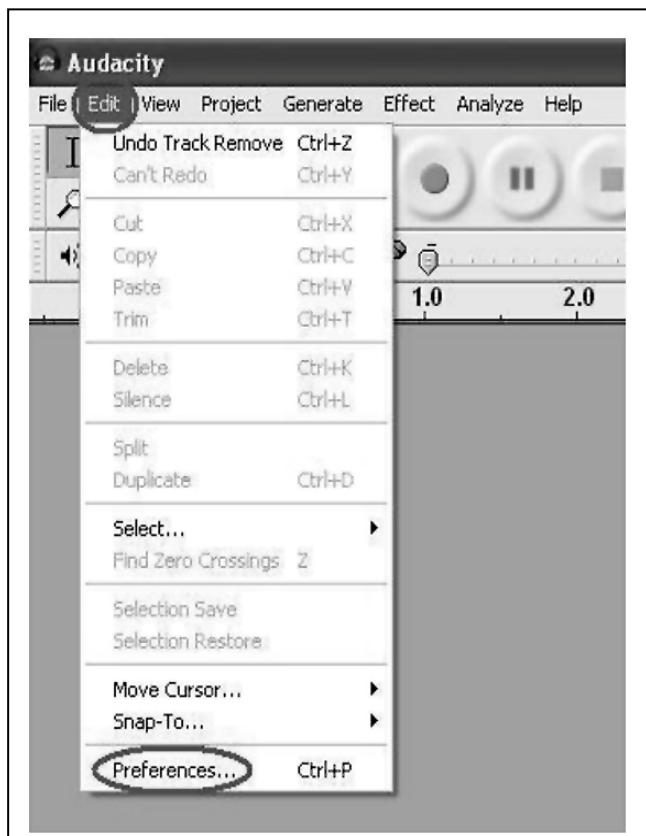 Audacity
File Edit View Project Generate Effect Analyze Help
Undo Track Remove Ctrl+Z
Can't Redo Ctrl+Y
Cut Ctrl+X
Copy Ctrl+C
Paste Ctrl+V
Trim Ctrl+T
1.0 2.0
Delete Ctrl+K
Silence Ctrl+L
Split
Duplicate Ctrl+D
Select...
Find Zero Crossings Z
Selection Save
Selection Restore
Move Cursor...
Snap-To...
Preferences... Ctrl+P